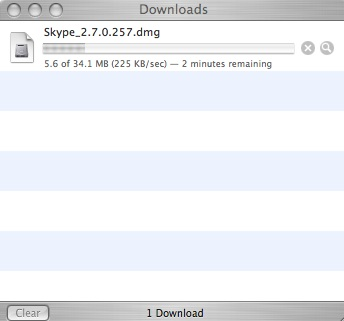 Downloads
Skype_2.7.0.257.dmg
5.6 of 34.1 MB (225 KB/sec) — 2 minutes remaining
Clear
1 Download